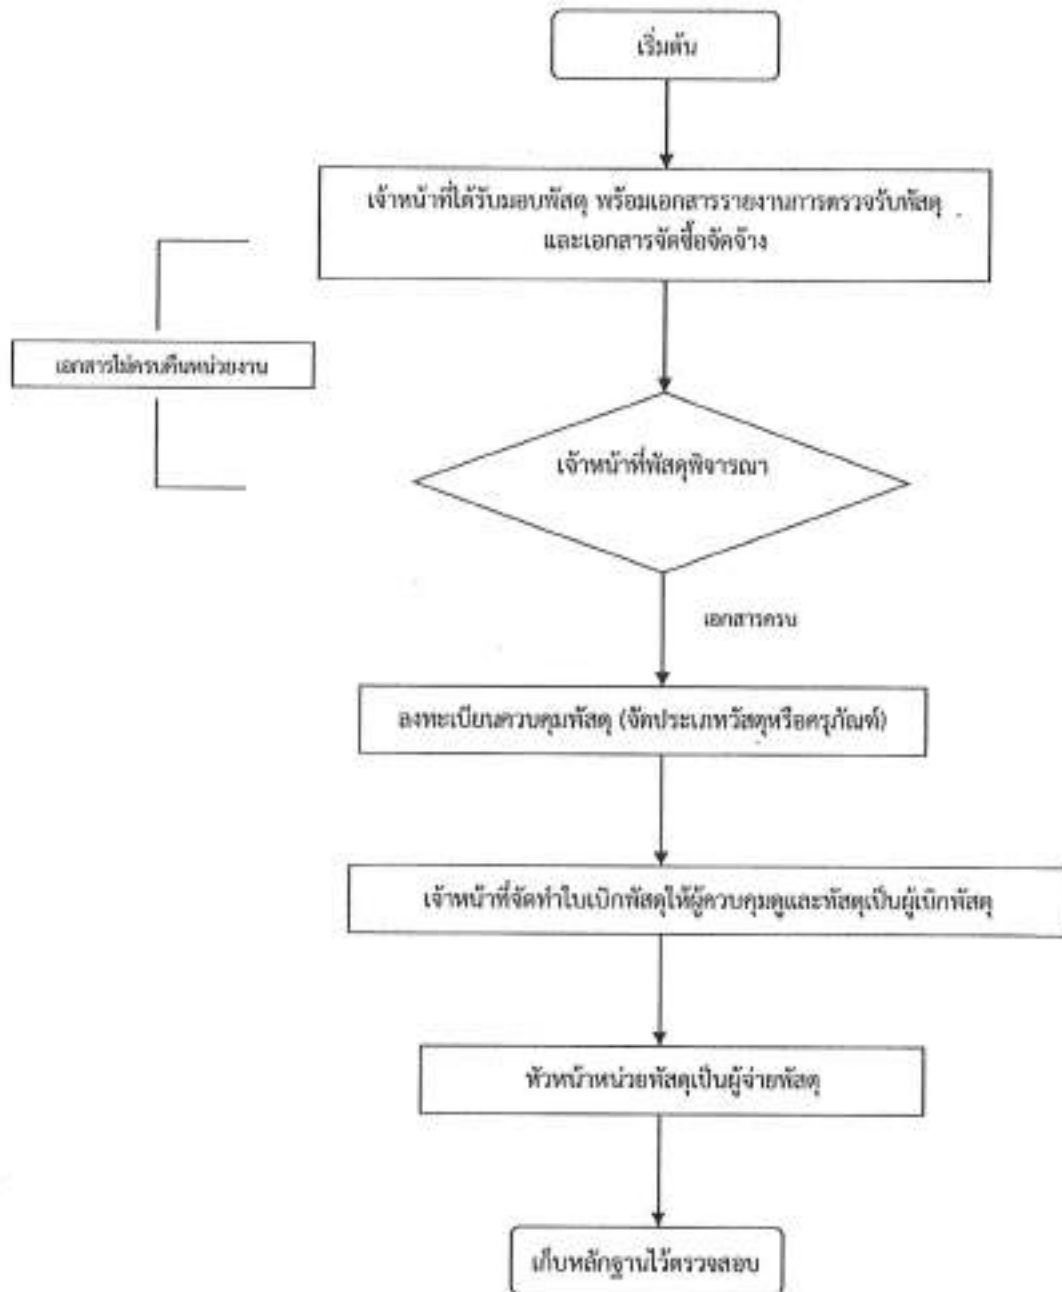 เริ่มต้น
เจ้าหน้าที่ได้รับมอบพัสดุ พร้อมเอกสารรายงานการตรวจรับพัสดุ
และเอกสารจัดซื้อจัดจ้าง
เอกสารไม่ครบคืนหน่วยงาน
เจ้าหน้าที่พัสดุพิจารณา
เอกสารครบ
ลงทะเบียนควบคุมพัสดุ (จัดประเภทวัสดุหรือครุภัณฑ์)
เจ้าหน้าที่จัดทำใบเบิกพัสดุให้ผู้ควบคุมดูแลพัสดุเป็นผู้เบิกพัสดุ
หัวหน้าหน่วยพัสดุเป็นผู้จ่ายพัสดุ
เก็บหลักฐานไว้ตรวจสอบ